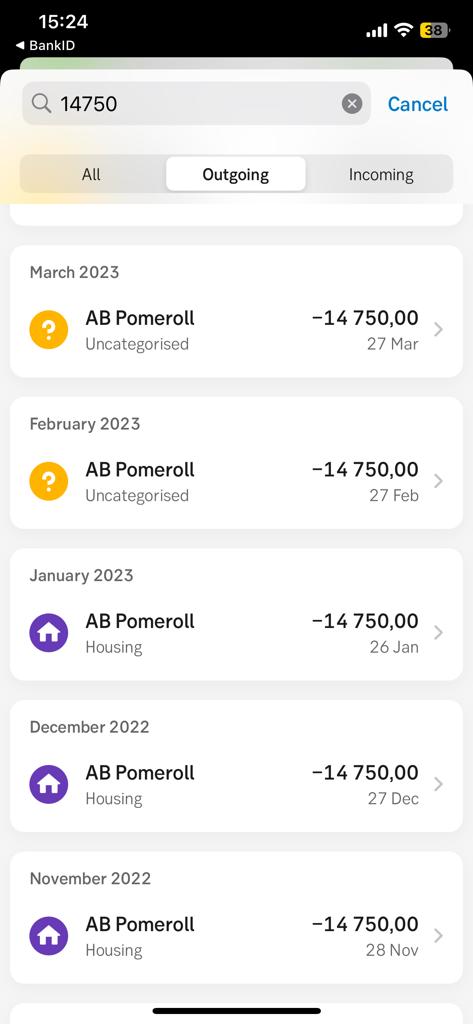 15:24
38
◀ BankID
14750
Cancel
All
Outgoing
Incoming
March 2023
AB Pomeroll
−14 750,00
Uncategorised
27 Mar
February 2023
AB Pomeroll
−14 750,00
Uncategorised
27 Feb
January 2023
AB Pomeroll
−14 750,00
Housing
26 Jan
December 2022
AB Pomeroll
−14 750,00
Housing
27 Dec
November 2022
AB Pomeroll
−14 750,00
Housing
28 Nov